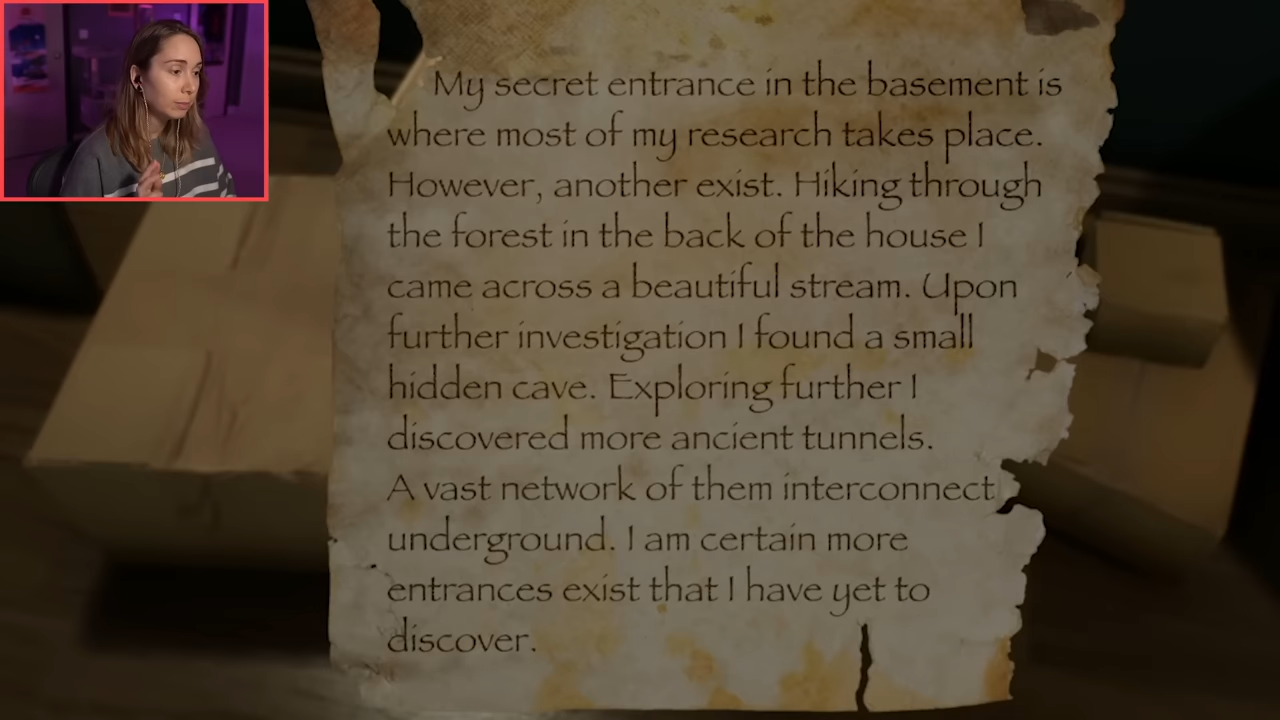 My secret entrance in the basement is
where most of my research takes place.
However, another exist. Hiking through
the forest in the back of the house I
came across a beautiful stream. Upon
further investigation I found a small
hidden cave. Exploring further I
discovered more ancient tunnels.
A vast network of them interconnect
underground. I am certain more
entrances exist that I have yet to
discover.